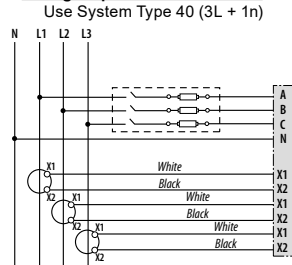 Use System Type 40 (3L + 1n)
N L1 L2 L3
A
B
C
N
X1 White X1
X2 Black X2
X1 White X1
X2 Black X2
X1 White X1
X2 Black X2